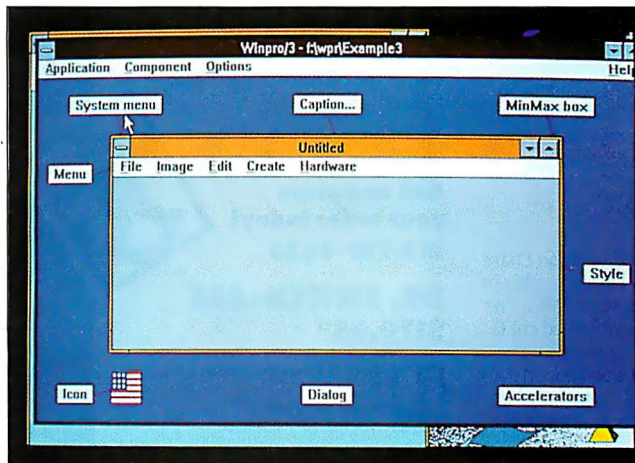 Winpro/3 - f:\wpr\Example3
Application Component Options Help
System menu Caption... MinMax box
Untitled
Menu File Image Edit Create Hardware
Style
Icon Dialog Accelerators